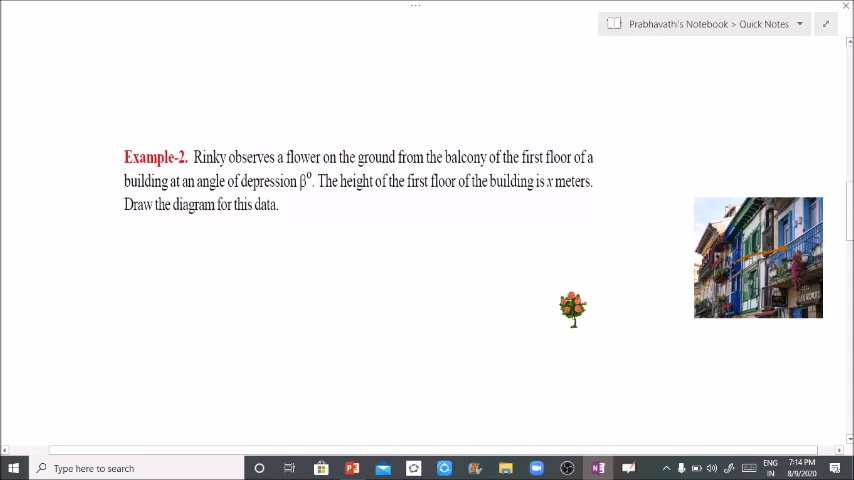 Prabhavathi's Notebook > Quick Notes
Example-2. Rinky observes a flower on the ground from the balcony of the first floor of a
building at an angle of depression β°. The height of the first floor of the building is x meters.
Draw the diagram for this data.
Type here to search
ENG
IN
7:14 PM
8/9/2020